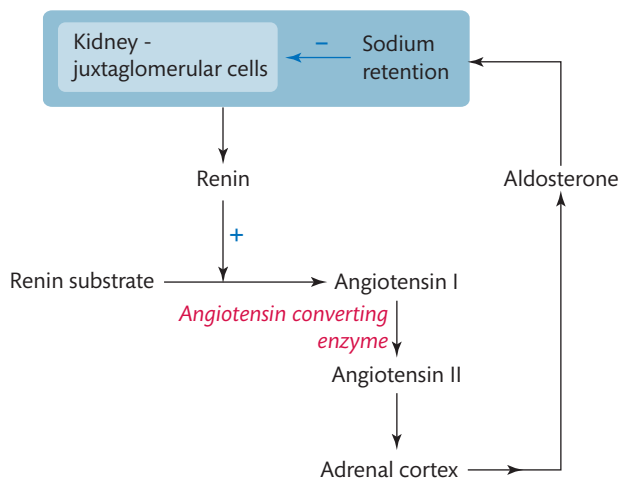 Kidney -
juxtaglomerular cells
–
Sodium
retention
Renin
Aldosterone
+
Renin substrate
Angiotensin I
Angiotensin converting
enzyme
Angiotensin II
Adrenal cortex